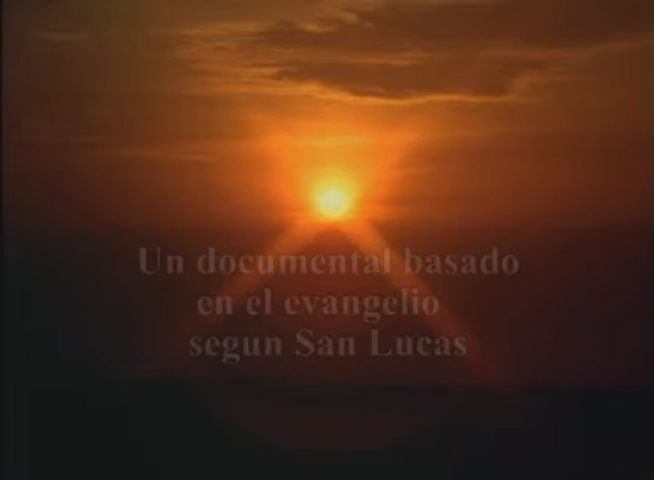 Un documental basado
en el evangelio
segun San Lucas